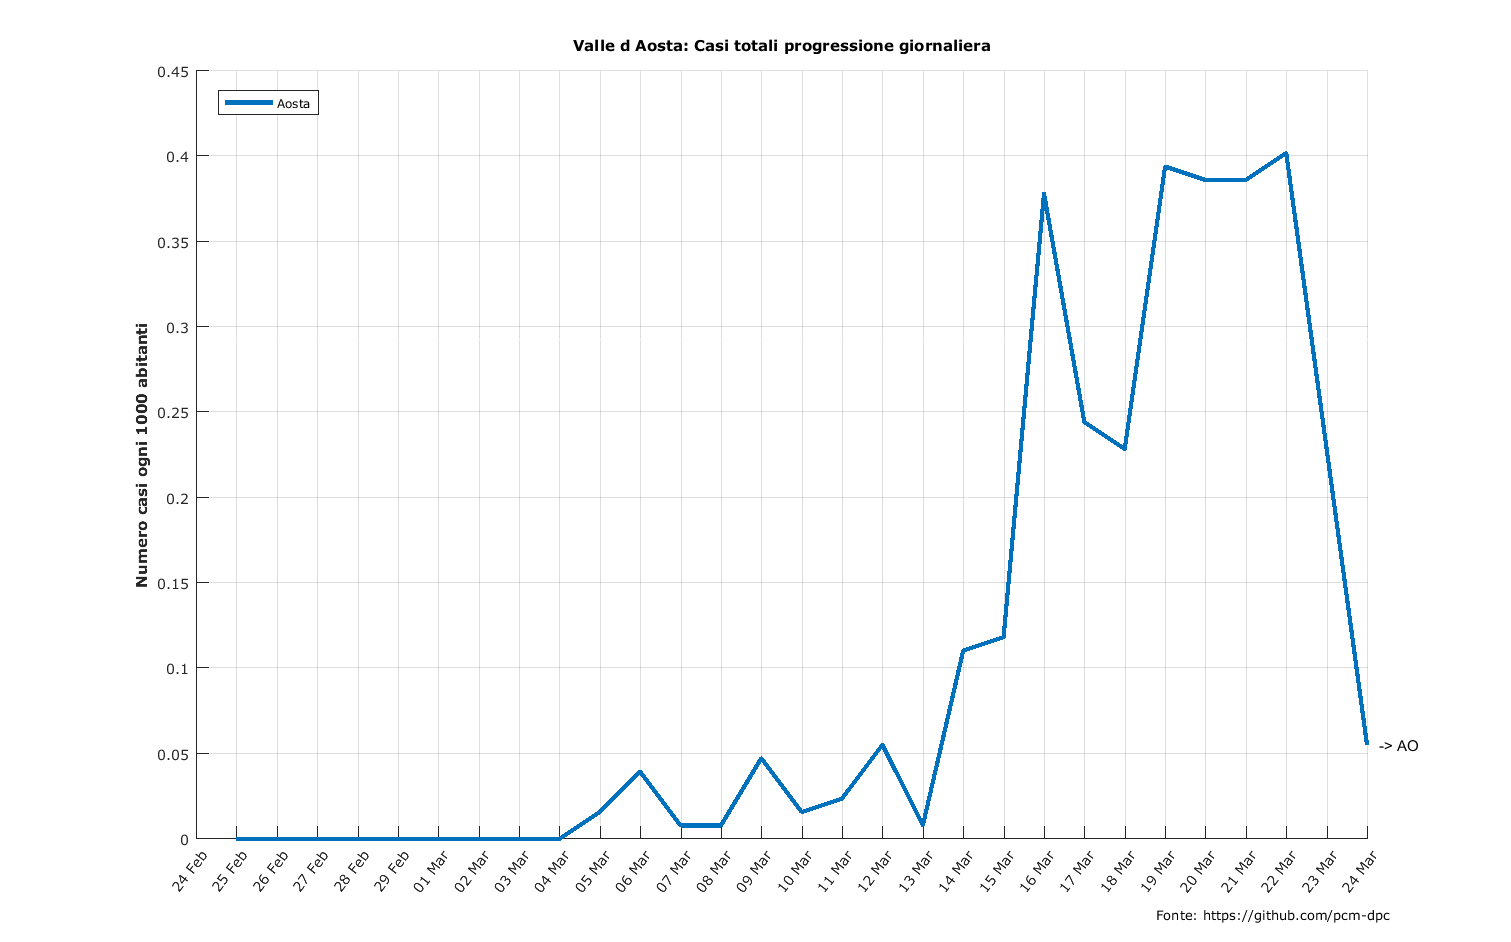 Valle d Aosta: Casi totali progressione giornaliera
Aosta
Numero casi ogni 1000 abitanti
0.45
0.4
0.35
0.3
0.25
0.2
0.15
0.1
0.05
0
-> AO
24 Feb
25 Feb
26 Feb
27 Feb
28 Feb
29 Feb
01 Mar
02 Mar
03 Mar
04 Mar
05 Mar
06 Mar
07 Mar
08 Mar
09 Mar
10 Mar
11 Mar
12 Mar
13 Mar
14 Mar
15 Mar
16 Mar
17 Mar
18 Mar
19 Mar
20 Mar
21 Mar
22 Mar
23 Mar
24 Mar
Fonte: https://github.com/pcm-dpc